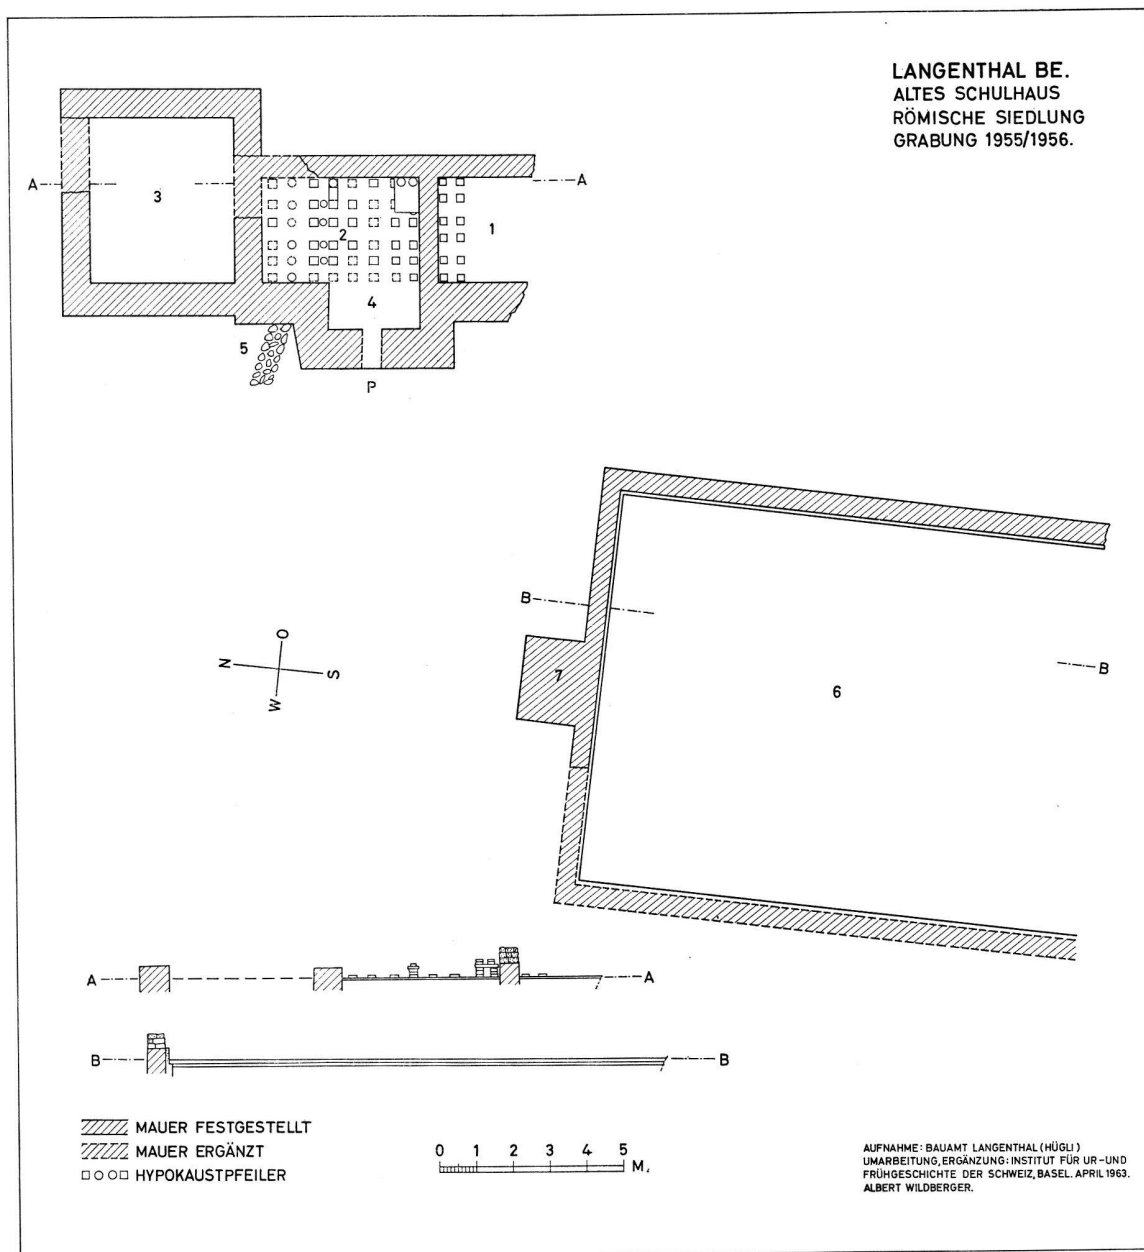 LANGENTHAL BE.
ALTES SCHULHAUS
RÖMISCHE SIEDLUNG
GRABUNG 1955/1956.
A
A
3
2
1
4
5
P
B
B
7
6
N
O
S
W
A
A
B
B
MAUER FESTGESTELLT
MAUER ERGÄNZT
HYPOKAUSTPFEILER
0 1 2 3 4 5
M.
AUFNAHME: BAUAMT LANGENTHAL (HÜGLI)
UMARBEITUNG, ERGÄNZUNG: INSTITUT FÜR UR-UND
FRÜHGESCHICHTE DER SCHWEIZ, BASEL. APRIL 1963.
ALBERT WILDBERGER.